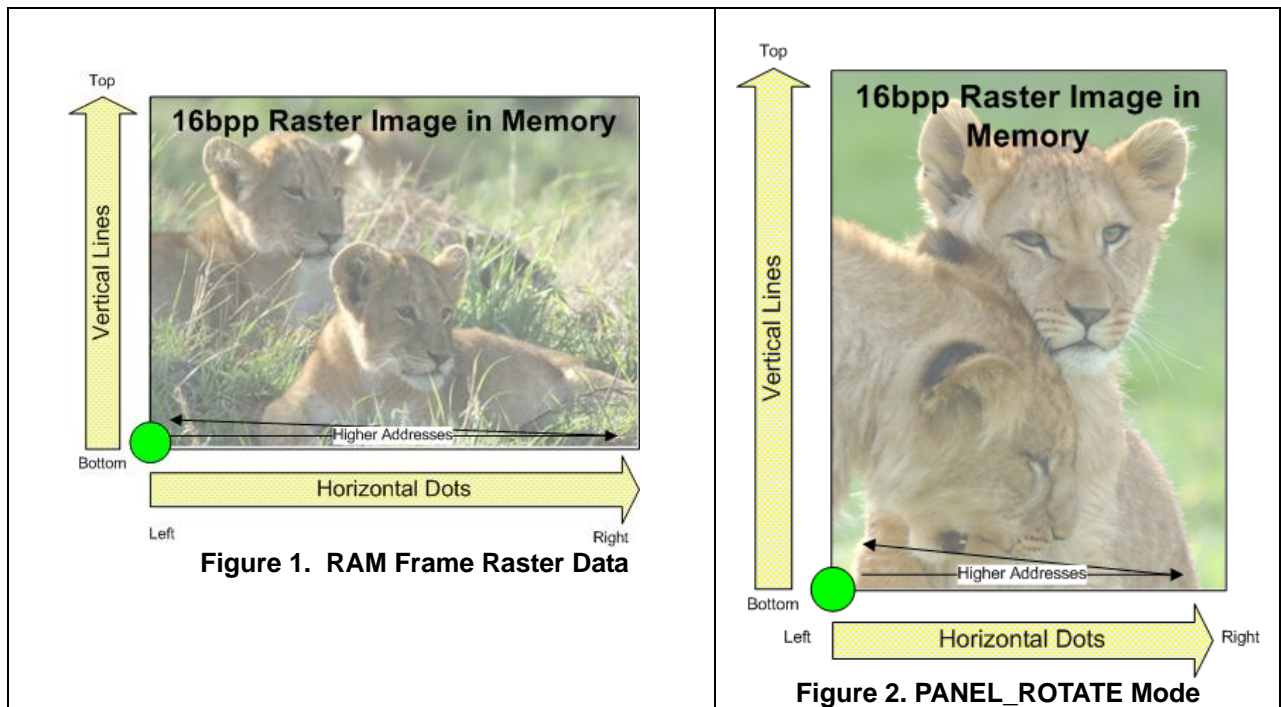 Top
16bpp Raster Image in Memory
Vertical Lines
Higher Addresses
Bottom
Horizontal Dots
Left
Right
Figure 1. RAM Frame Raster Data
Top
16bpp Raster Image in
Memory
Vertical Lines
Higher Addresses
Bottom
Left
Horizontal Dots
Right
Figure 2. PANEL_ROTATE Mode